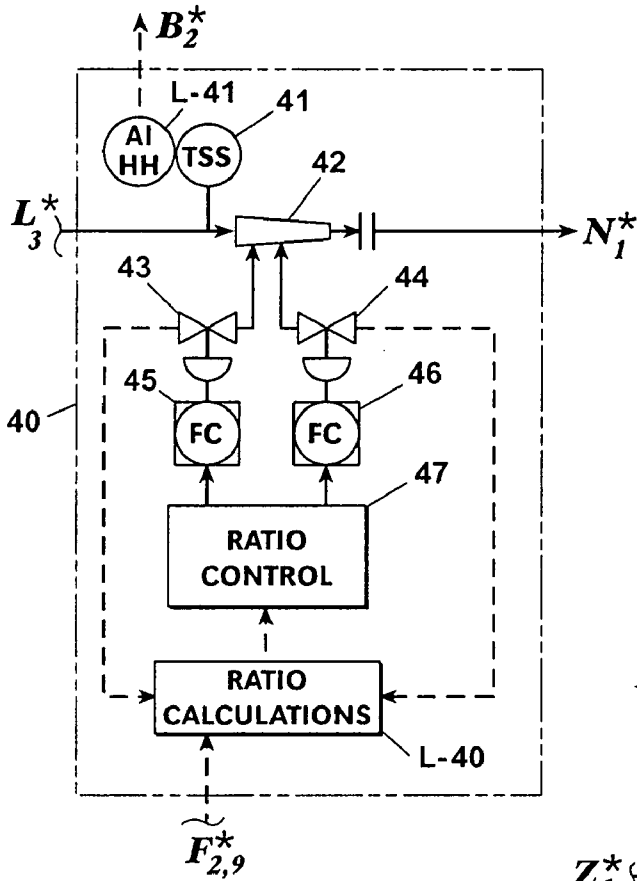 B₂*
L-41
41
AI
HH
TSS
42
L₃*
N₁*
43
44
45
46
FC
FC
40
47
RATIO
CONTROL
RATIO
CALCULATIONS
L-40
F₂,₉*